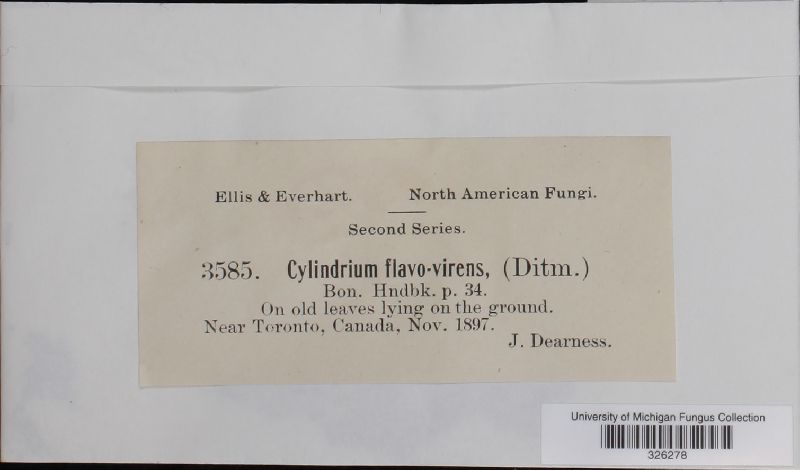 Ellis & Everhart. North American Fungi.
Second Series.
3585. Cylindrium flavo-virens, (Ditm.)
Bon. Hndbk. p. 34.
On old leaves lying on the ground.
Near Toronto, Canada, Nov. 1897.
J. Dearness.
University of Michigan Fungus Collection
326278